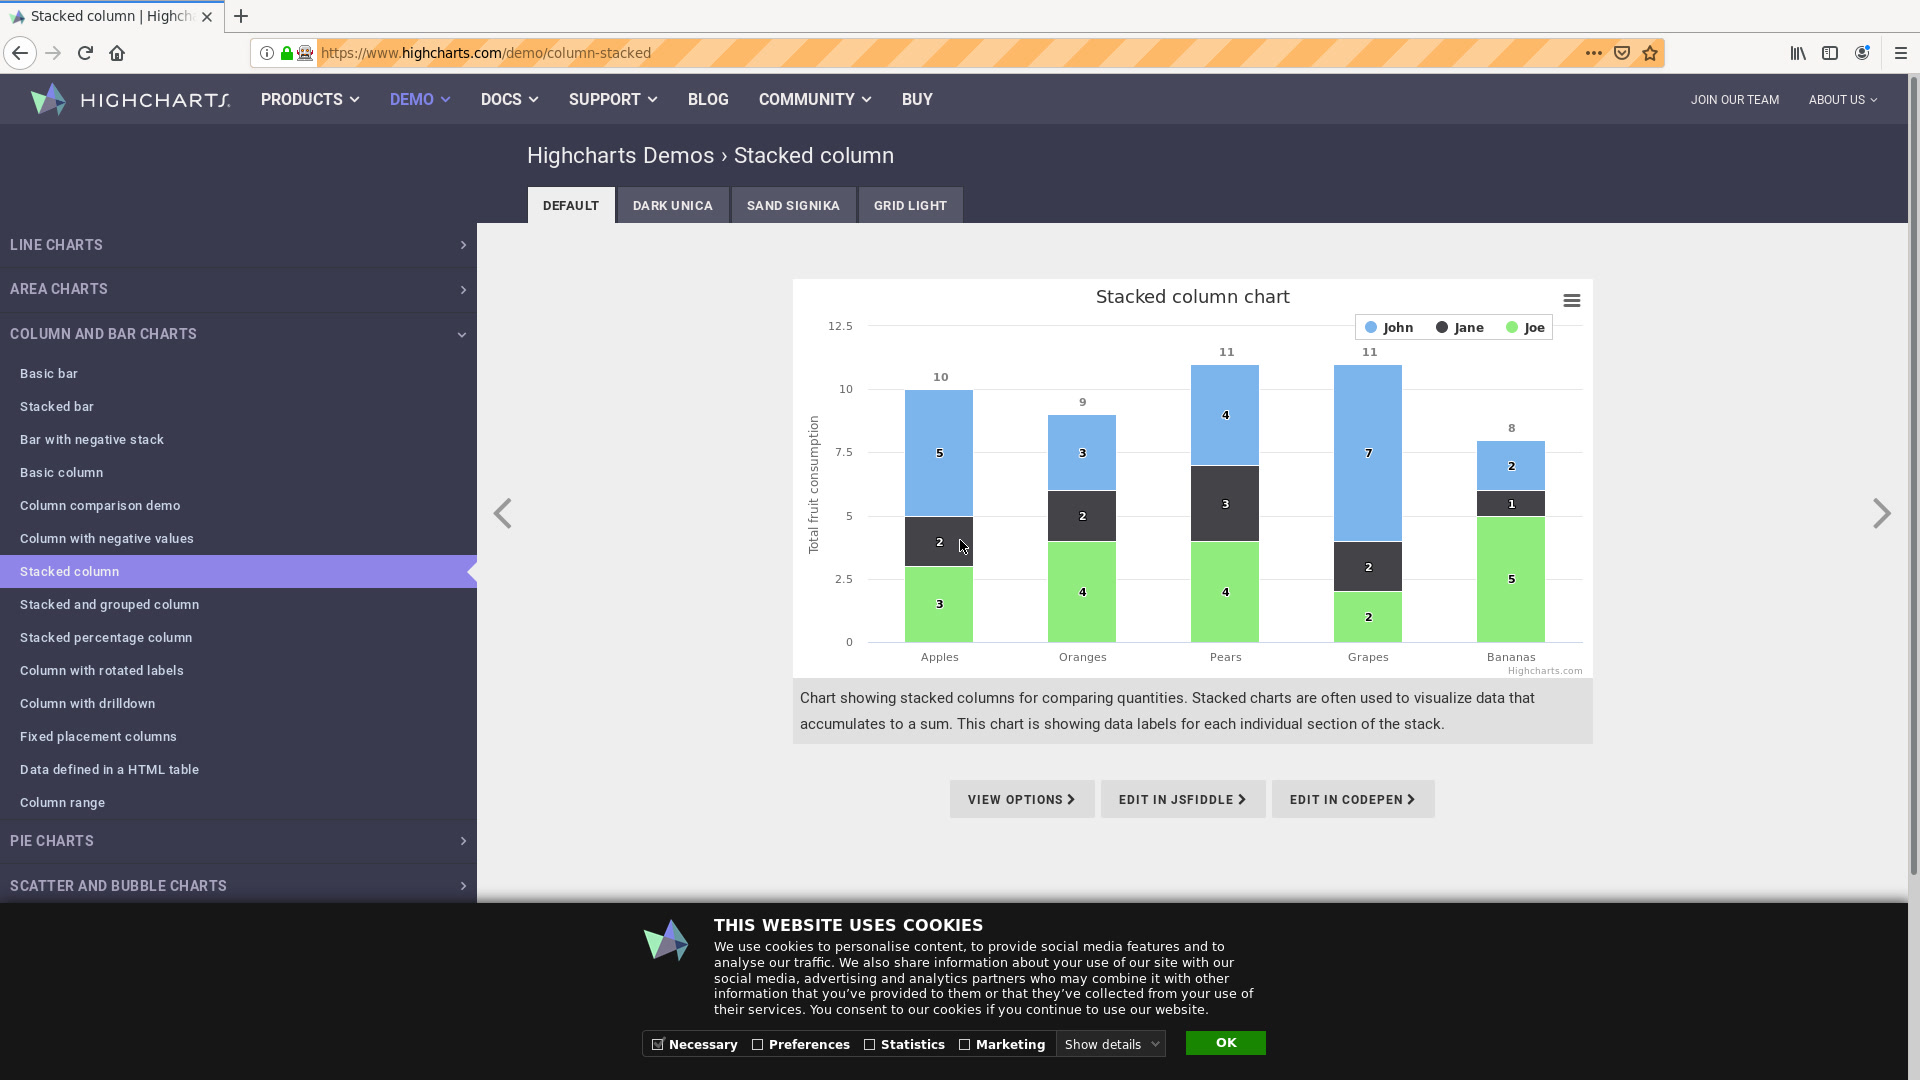 Stacked column | Highch
https://www.highcharts.com/demo/column-stacked
HIGHCHARTS
PRODUCTS
DEMO
DOCS
SUPPORT
BLOG
COMMUNITY
BUY
JOIN OUR TEAM
ABOUT US
Highcharts Demos › Stacked column
DEFAULT
DARK UNICA
SAND SIGNIKA
GRID LIGHT
LINE CHARTS
AREA CHARTS
COLUMN AND BAR CHARTS
Basic bar
Stacked bar
Bar with negative stack
Basic column
Column comparison demo
Column with negative values
Stacked column
Stacked and grouped column
Stacked percentage column
Column with rotated labels
Column with drilldown
Fixed placement columns
Data defined in a HTML table
Column range
PIE CHARTS
SCATTER AND BUBBLE CHARTS
Stacked column chart
John
Jane
Joe
Total fruit consumption
12.5
10
7.5
5
2.5
0
10
9
11
11
8
5
3
4
7
2
2
2
3
2
1
3
4
4
2
5
Apples
Oranges
Pears
Grapes
Bananas
Highcharts.com
Chart showing stacked columns for comparing quantities. Stacked charts are often used to visualize data that
accumulates to a sum. This chart is showing data labels for each individual section of the stack.
VIEW OPTIONS
EDIT IN JSFIDDLE
EDIT IN CODEPEN
THIS WEBSITE USES COOKIES
We use cookies to personalise content, to provide social media features and to
analyse our traffic. We also share information about your use of our site with our
social media, advertising and analytics partners who may combine it with other
information that you’ve provided to them or that they’ve collected from your use of
their services. You consent to our cookies if you continue to use our website.
Necessary
Preferences
Statistics
Marketing
Show details
OK